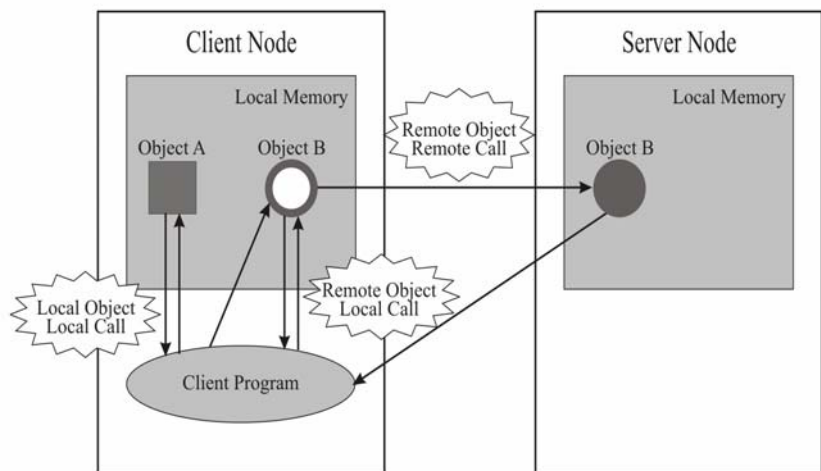 Client Node
Local Memory
Object A
Object B
Local Object
Local Call
Remote Object
Local Call
Client Program
Remote Object
Remote Call
Server Node
Local Memory
Object B